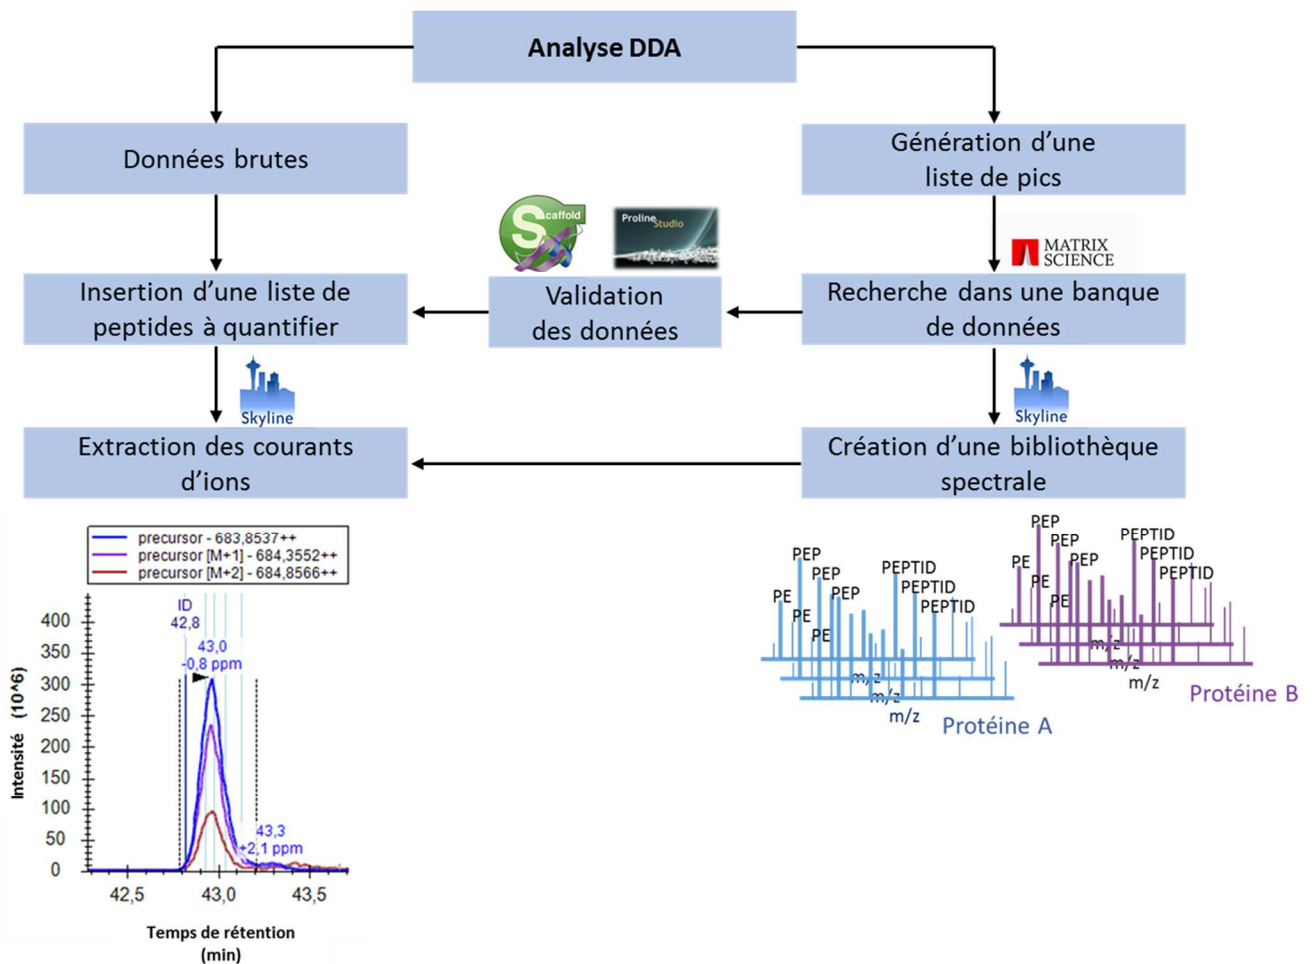 Analyse DDA
Données brutes
Génération d’une
liste de pics
Scaffold
Proline
Studio
MATRIX
SCIENCE
Insertion d’une liste de
peptides à quantifier
Validation
des données
Recherche dans une banque
de données
Skyline
Skyline
Extraction des courants
d’ions
Création d’une bibliothèque
spectrale
precursor - 683,8537++
precursor [M+1] - 684,3552++
precursor [M+2] - 684,8566++
ID
42,8
43,0
-0,8 ppm
43,3
+2,1 ppm
Intensité (10^6)
400
350
300
250
200
150
100
50
0
42,5
43,0
43,5
Temps de rétention
(min)
PEP
PEP
PEP
PE
PE
PE
PEPTID
PEPTID
PEPTID
m/z
m/z
m/z
Protéine A
PEP
PEP
PEP
PE
PE
PE
PEPTID
PEPTID
PEPTID
m/z
m/z
m/z
Protéine B